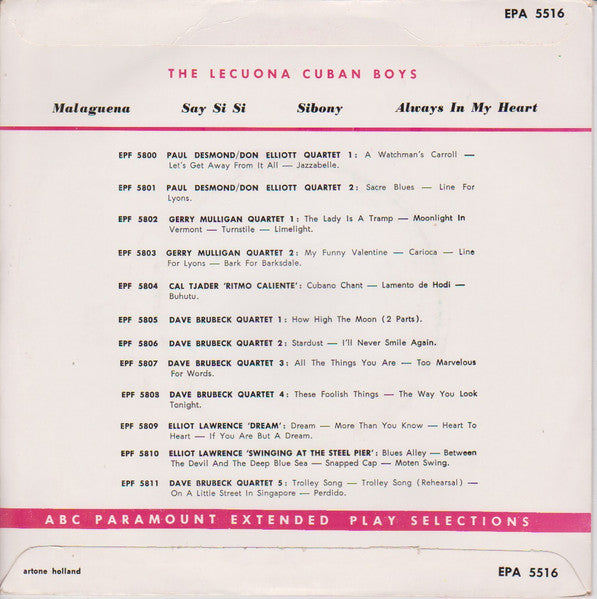 EPA 5516
THE LECUONA CUBAN BOYS
Malaguena Say Si Si Sibony Always In My Heart
EPF 5800 PAUL DESMOND/DON ELLIOTT QUARTET 1: A Watchman's Carroll —
Let's Get Away From It All — Jazzabelle.
EPF 5801 PAUL DESMOND/DON ELLIOTT QUARTET 2: Sacre Blues — Line For
Lyons.
EPF 5802 GERRY MULLIGAN QUARTET 1: The Lady Is A Tramp — Moonlight In
Vermont — Turnstile — Limelight.
EPF 5803 GERRY MULLIGAN QUARTET 2: My Funny Valentine — Carioca — Line
For Lyons — Bark For Barksdale.
EPF 5804 CAL TJADER 'RITMO CALIENTE': Cubano Chant — Lamento de Hodi —
Buhutu.
EPF 5805 DAVE BRUBECK QUARTET 1: How High The Moon (2 Parts).
EPF 5806 DAVE BRUBECK QUARTET 2: Stardust — I'll Never Smile Again.
EPF 5807 DAVE BRUBECK QUARTET 3: All The Things You Are — Too Marvelous
For Words.
EPF 5808 DAVE BRUBECK QUARTET 4: These Foolish Things — The Way You Look
Tonight.
EPF 5809 ELLIOT LAWRENCE 'DREAM': Dream — More Than You Know — Heart To
Heart — If You Are But A Dream.
EPF 5810 ELLIOT LAWRENCE 'SWINGING AT THE STEEL PIER': Blues Alley — Between
The Devil And The Deep Blue Sea — Snapped Cap — Moten Swing.
EPF 5811 DAVE BRUBECK QUARTET 5: Trolley Song — Trolley Song (Rehearsal) —
On A Little Street In Singapore — Perdido.
ABC PARAMOUNT EXTENDED PLAY SELECTIONS
artone holland EPA 5516